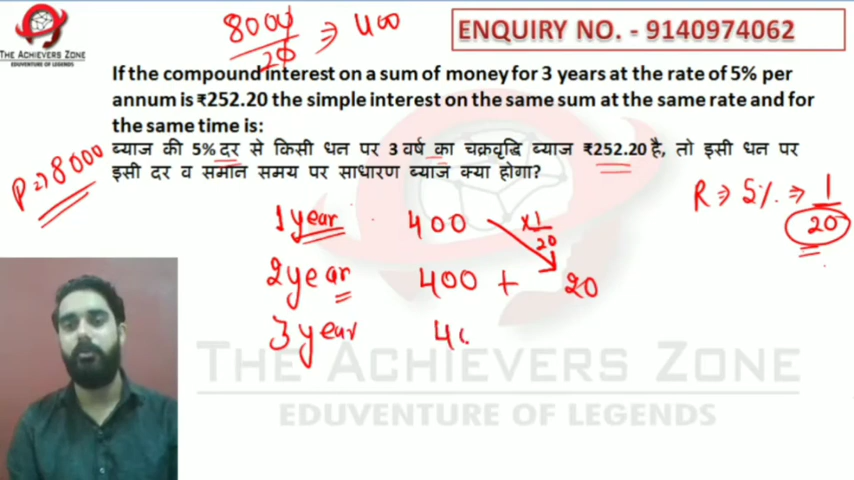 8000/20 ⇒ 400
ENQUIRY NO. - 9140974062
THE ACHIEVERS ZONE
EDUVENTURE OF LEGENDS
If the compound interest on a sum of money for 3 years at the rate of 5% per
annum is ₹252.20 the simple interest on the same sum at the same rate and for
the same time is:
ब्याज की 5% दर से किसी धन पर 3 वर्ष का चक्रवृद्धि ब्याज ₹252.20 है, तो इसी धन पर
इसी दर व समान समय पर साधारण ब्याज क्या होगा?
P=>8000
R ⇒ 5% ⇒ 1/20
1 year 400 ×1/20
2 year 400 + 20
3 year
THE ACHIEVERS ZONE
EDUVENTURE OF LEGENDS